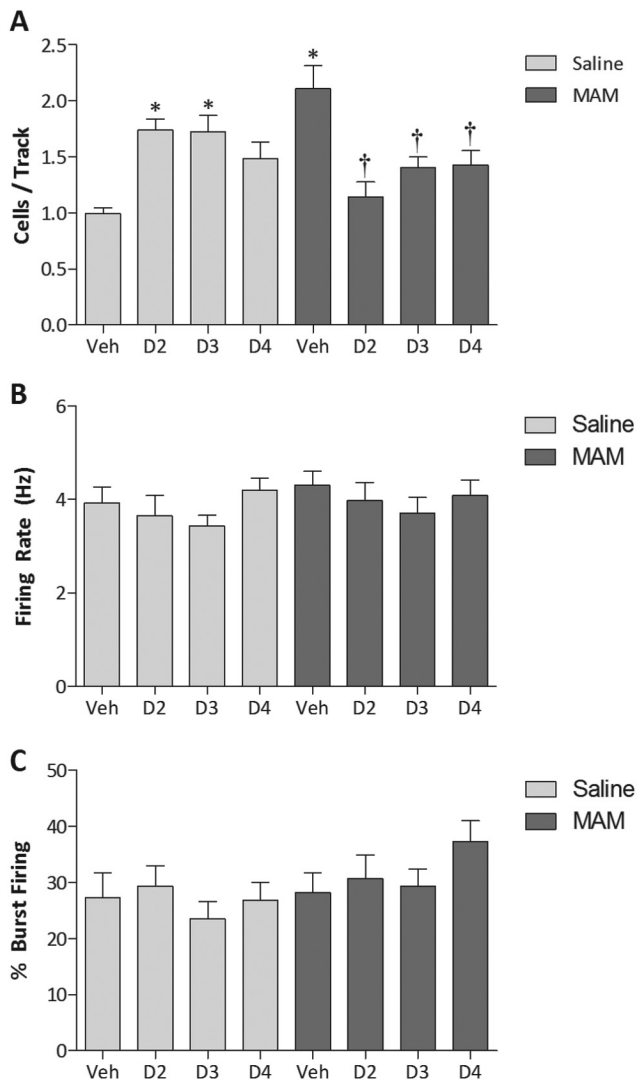 A
Cells / Track
2.5
2.0
1.5
1.0
0.5
0.0
* * * † † †
Veh D2 D3 D4 Veh D2 D3 D4
Saline
MAM
B
Firing Rate (Hz)
6
4
2
0
Veh D2 D3 D4 Veh D2 D3 D4
Saline
MAM
C
% Burst Firing
50
40
30
20
10
0
Veh D2 D3 D4 Veh D2 D3 D4
Saline
MAM